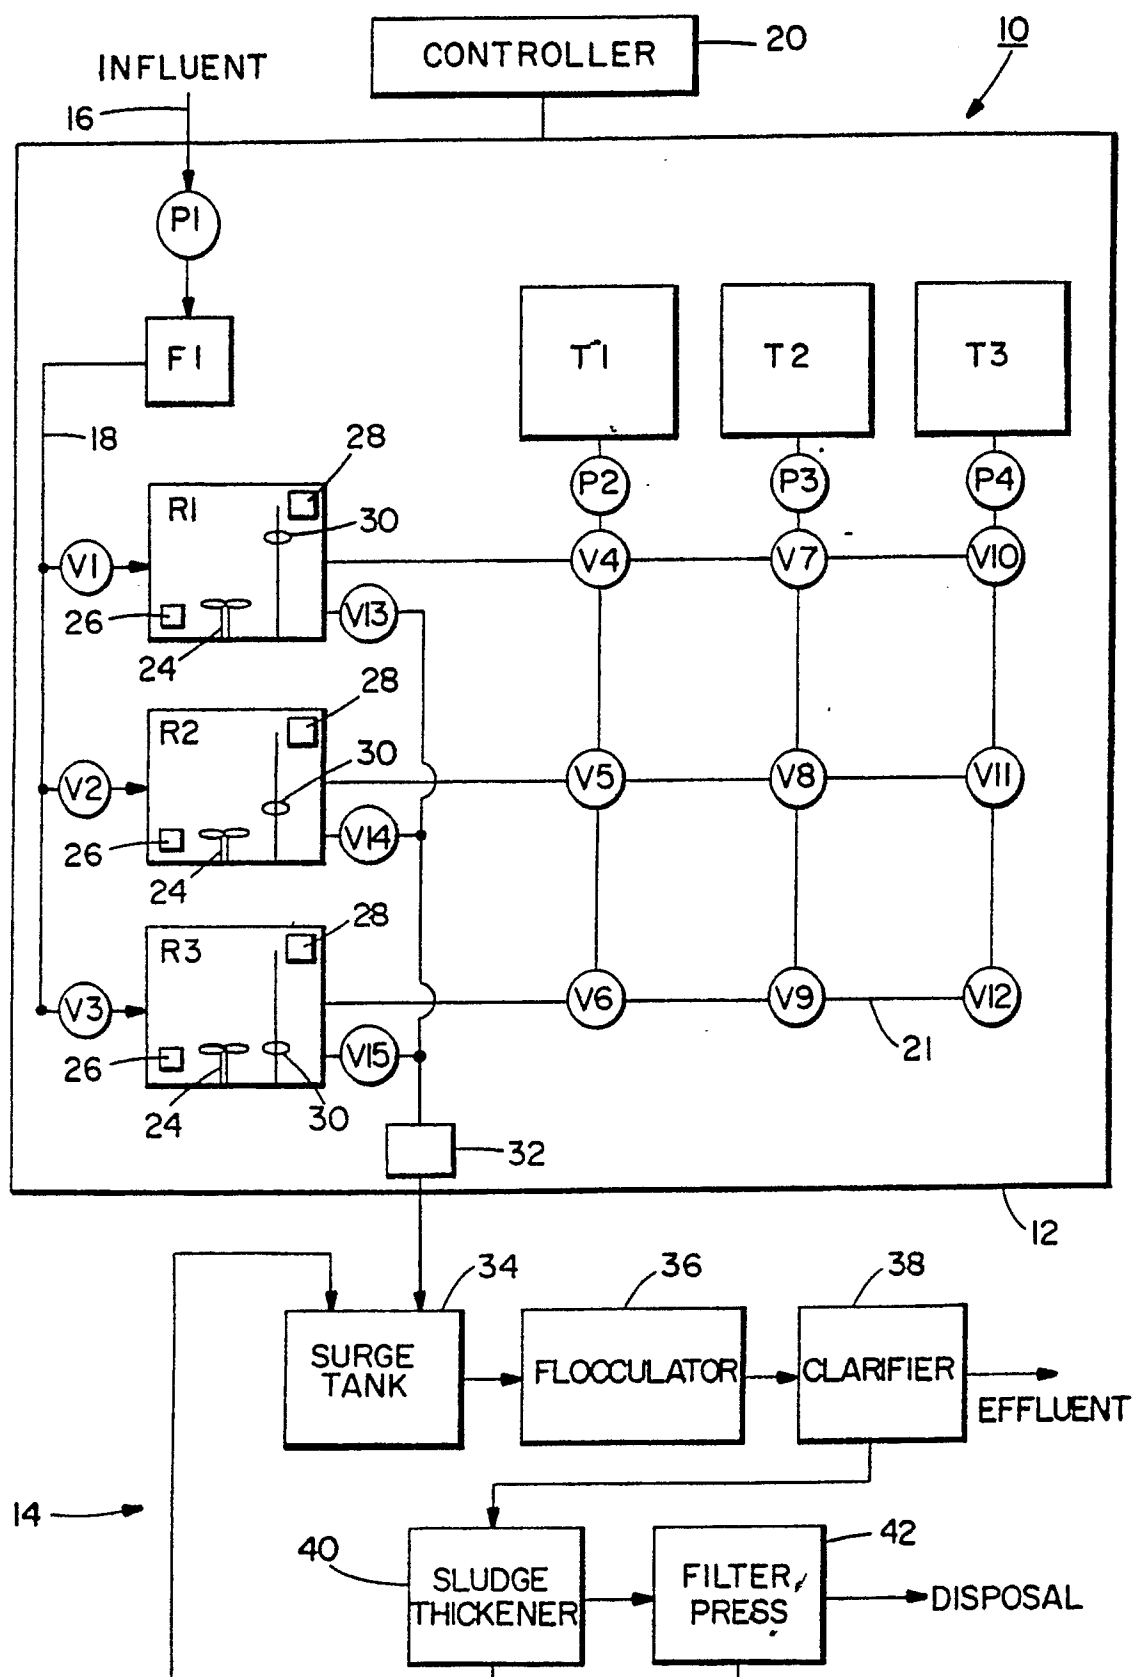 CONTROLLER
20
10
INFLUENT
16
P1
F1
T1
T2
T3
18
28
P2
P3
P4
R1
30
V1
V4
V7
V10
26
V13
24
28
R2
30
V2
V5
V8
V11
26
V14
24
28
R3
V3
V6
V9
V12
26
V15
21
24
30
32
12
34
36
38
SURGE
TANK
FLOCCULATOR
CLARIFIER
EFFLUENT
14
40
42
SLUDGE
THICKENER
FILTER
PRESS
DISPOSAL